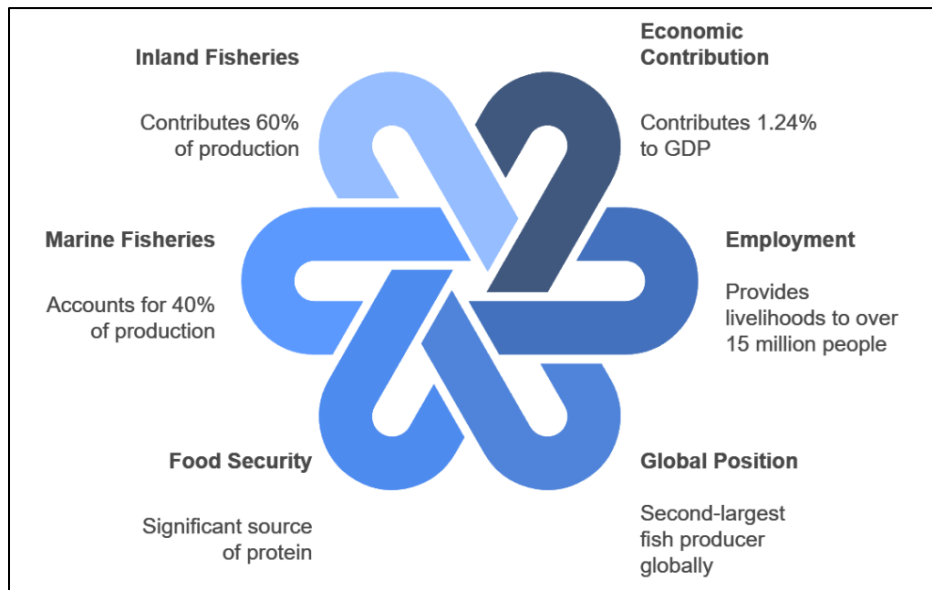 Inland Fisheries
Contributes 60%
of production
Economic
Contribution
Contributes 1.24%
to GDP
Marine Fisheries
Accounts for 40%
of production
Employment
Provides
livelihoods to over
15 million people
Food Security
Significant source
of protein
Global Position
Second-largest
fish producer
globally